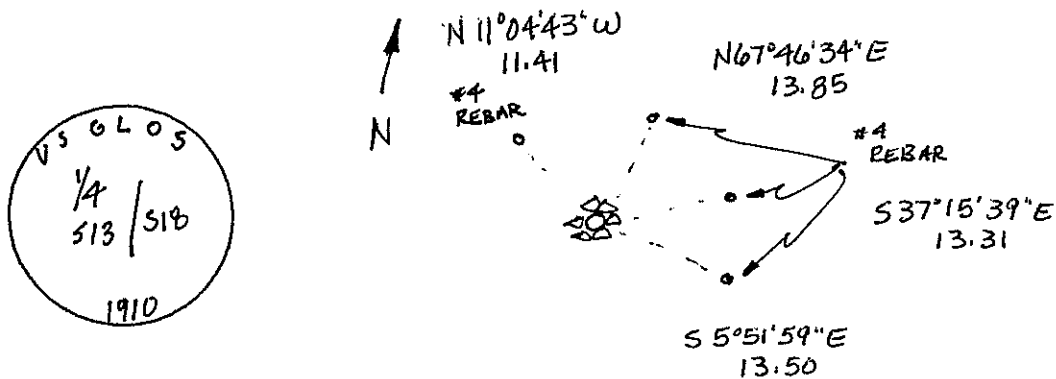 US GLOS
1/4
S13 | S18
1910
N
N 11°04'43"W
11.41
#4
REBAR
N67°46'34"E
13.85
#4
REBAR
S37°15'39"E
13.31
S 5°51'59"E
13.50